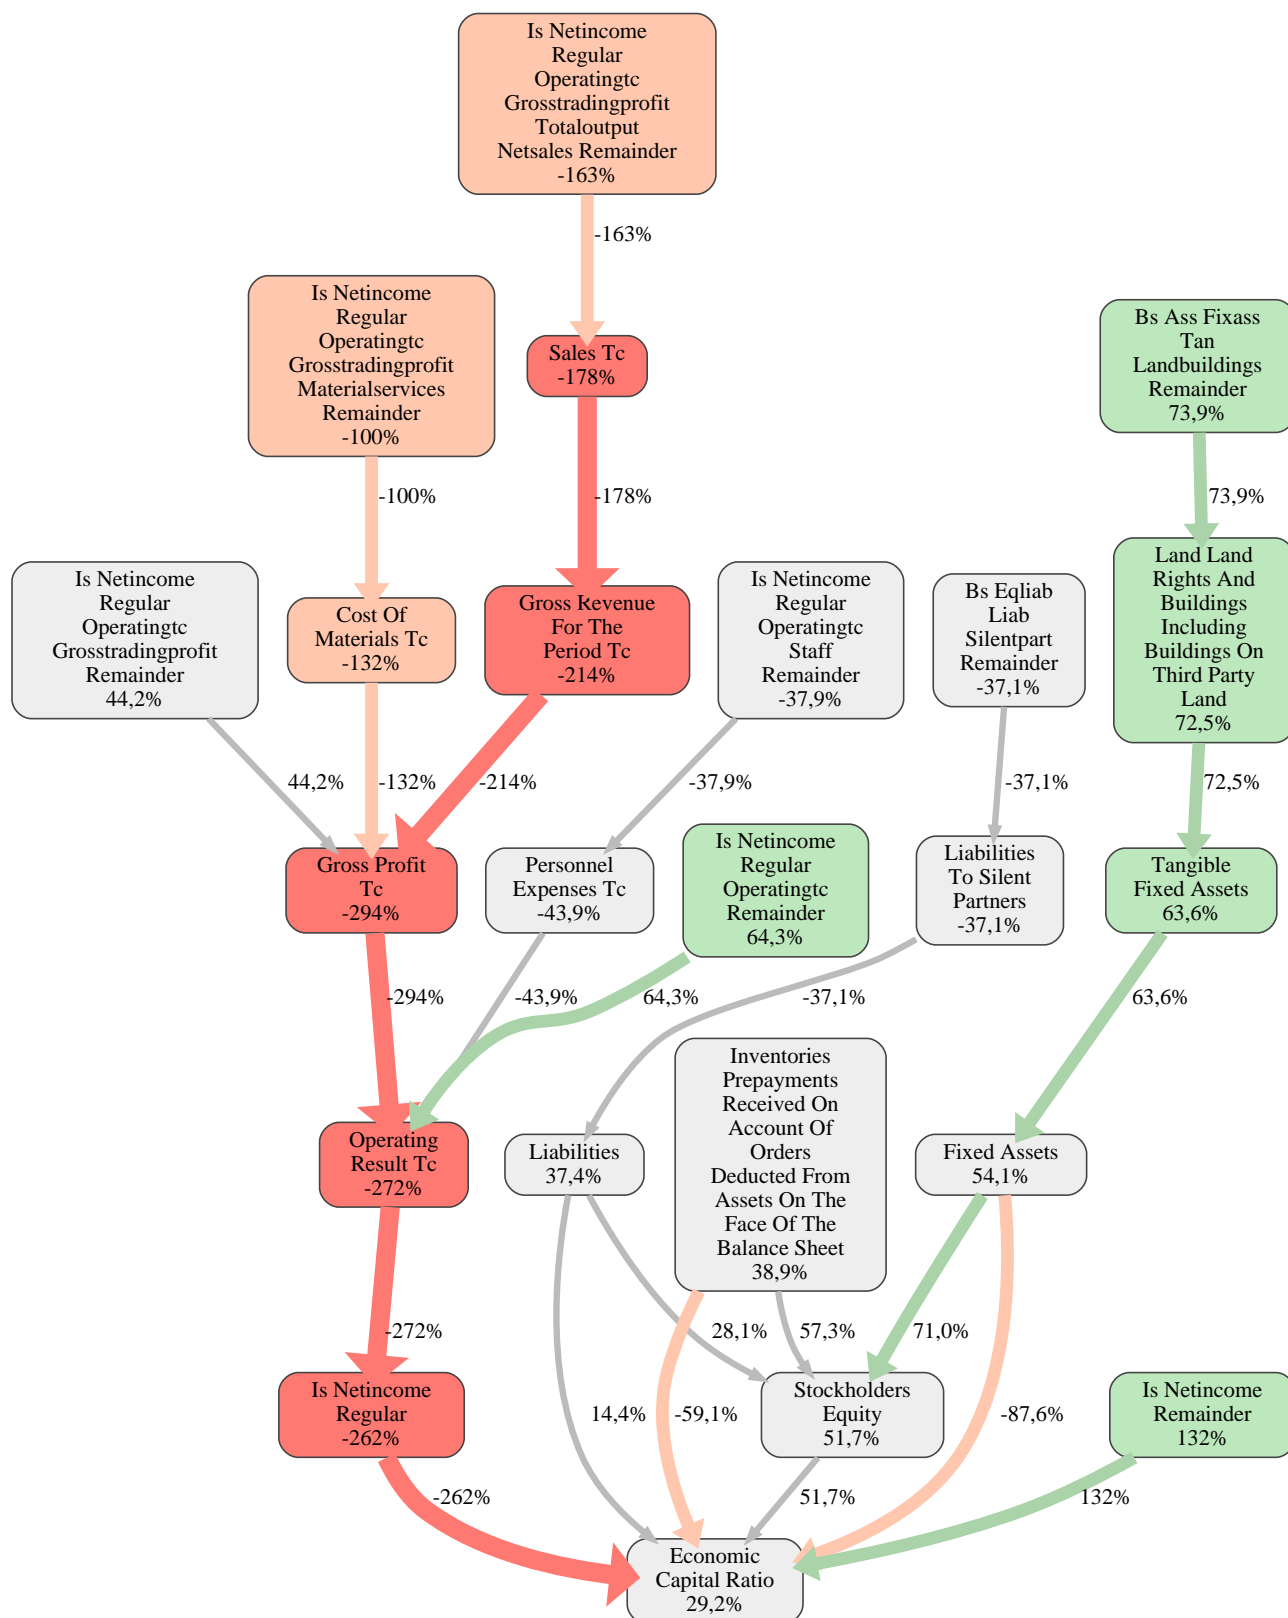 Is Netincome
Regular
Operatingtc
Grosstradingprofit
Totaloutput
Netsales Remainder
-163%
-163%
Is Netincome
Regular
Operatingtc
Grosstradingprofit
Materialservices
Remainder
-100%
Sales Tc
-178%
Bs Ass Fixass
Tan
Landbuildings
Remainder
73,9%
-100%
-178%
73,9%
Is Netincome
Regular
Operatingtc
Grosstradingprofit
Remainder
44,2%
Cost Of
Materials Tc
-132%
Gross Revenue
For The
Period Tc
-214%
Is Netincome
Regular
Operatingtc
Staff
Remainder
-37,9%
Bs Eqliab
Liab
Silentpart
Remainder
-37,1%
Land Land
Rights And
Buildings
Including
Buildings On
Third Party
Land
72,5%
44,2%
-132%
-214%
-37,9%
-37,1%
72,5%
Gross Profit
Tc
-294%
Personnel
Expenses Tc
-43,9%
Is Netincome
Regular
Operatingtc
Remainder
64,3%
Liabilities
To Silent
Partners
-37,1%
Tangible
Fixed Assets
63,6%
-294%
-43,9%
64,3%
-37,1%
63,6%
Operating
Result Tc
-272%
Liabilities
37,4%
Inventories
Prepayments
Received On
Account Of
Orders
Deducted From
Assets On The
Face Of The
Balance Sheet
38,9%
Fixed Assets
54,1%
-272%
28,1%
57,3%
71,0%
Is Netincome
Regular
-262%
14,4%
-59,1%
Stockholders
Equity
51,7%
-87,6%
Is Netincome
Remainder
132%
-262%
51,7%
132%
Economic
Capital Ratio
29,2%